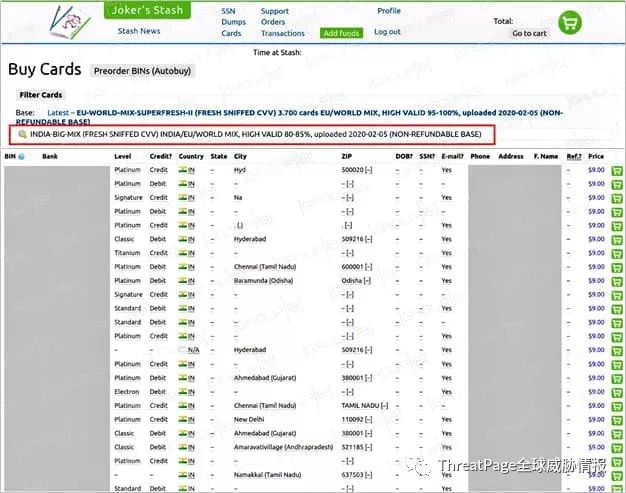 Joker's Stash
Stash News
SSN Support Profile
Dumps Orders
Cards Transactions Add funds Log out
Total:
Go to cart
Time at Stash:
Buy Cards Preorder BINs (Autobuy)
Filter Cards
Base: Latest – EU-WORLD-MIX-SUPERFRESH-II (FRESH SNIFFED CVV) 3.700 cards EU/WORLD MIX, HIGH VALID 95-100%, uploaded 2020-02-05 (NON-
REFUNDABLE BASE)
INDIA-BIG-MIX (FRESH SNIFFED CVV) INDIA/EU/WORLD MIX, HIGH VALID 80-85%, uploaded 2020-02-05 (NON-REFUNDABLE BASE)
BIN Bank Level Credit? Country State City ZIP DOB? SSN? E-mail? Phone Address F. Name Ref.? Price
Platinum Credit IN – Hyd 500020 [–] – – Yes – $9.00
Platinum Debit IN – – – [–] – – Yes – $9.00
Signature Credit IN – Na – [–] – – Yes – $9.00
Platinum Debit IN – – – [–] – – Yes – $9.00
Platinum Credit IN – (.) . [–] – – Yes – $9.00
Classic Debit IN – Hyderabad 509216 [–] – – Yes – $9.00
Titanium Credit IN – – – [–] – – Yes – $9.00
Platinum Debit IN – Chennai (Tamil Nadu) 600001 [–] – – Yes – $9.00
Platinum Debit IN – Baramunda (Odisha) Odisha [–] – – Yes – $9.00
Signature Credit IN – – – [–] – – Yes – $9.00
Standard Debit IN – – – [–] – – Yes – $9.00
Standard Debit IN – – – [–] – – Yes – $9.00
Platinum Credit IN – – – [–] – – Yes – $9.00
– – N/A – Hyderabad 509216 [–] – – Yes – $9.00
Platinum Credit IN – – – [–] – – Yes – $9.00
Platinum Debit IN – Ahmedabad (Gujarat) 380001 [–] – – Yes – $9.00
Electron Debit IN – – – [–] – – Yes – $9.00
Platinum Credit IN – Chennai (Tamil Nadu) TAMIL NADU [–] – – Yes – $9.00
Platinum Credit IN – New Delhi 110092 [–] – – Yes – $9.00
Classic Debit IN – Ahmedabad (Gujarat) 380001 [–] – – Yes – $9.00
Classic Debit IN – Amaravativillage (Andhrapradesh) 521185 [–] – – Yes – $9.00
Platinum Credit IN – – – [–] – $9.00
– – IN – Namakkal (Tamil Nadu) 637503 [–] – $9.00
Standard Debit IN – – – [–] – – Yes – $9.00
ThreatPage全球威胁情报